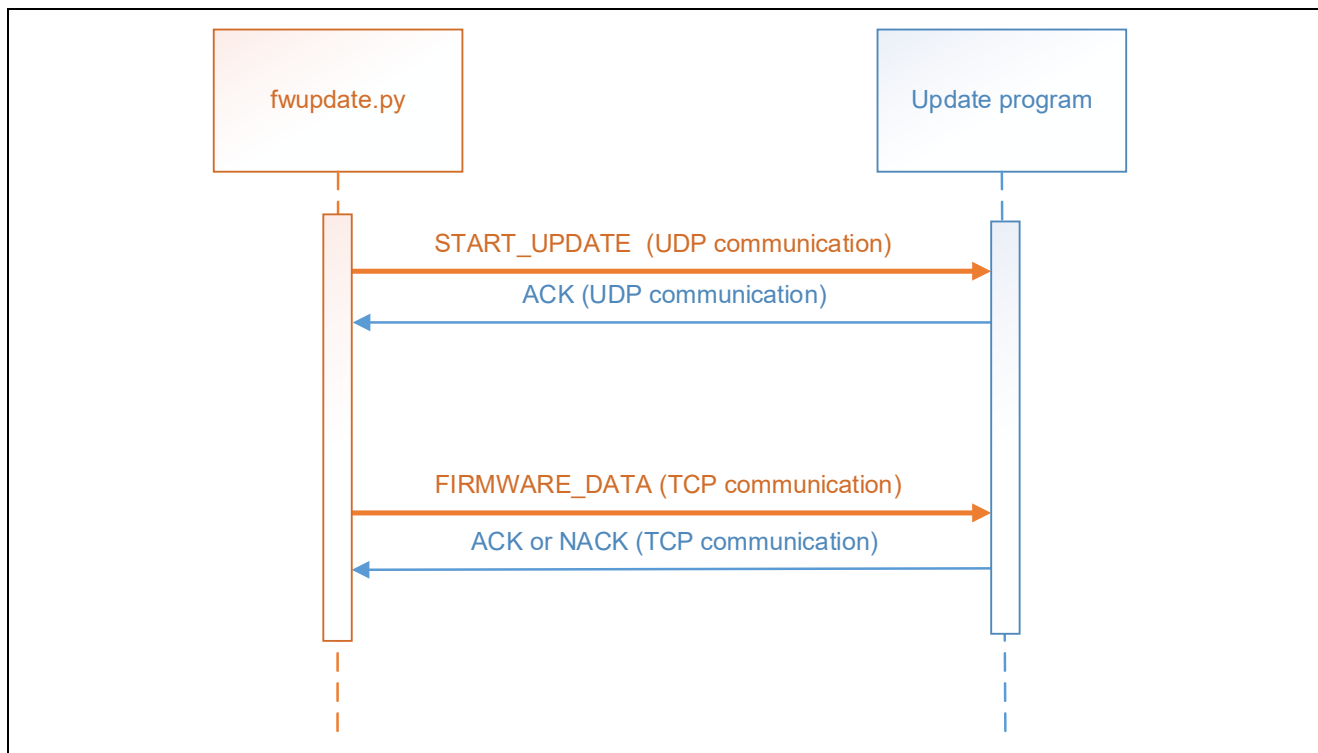 fwupdate.py
Update program
START_UPDATE  (UDP communication)
ACK (UDP communication)
FIRMWARE_DATA (TCP communication)
ACK or NACK (TCP communication)